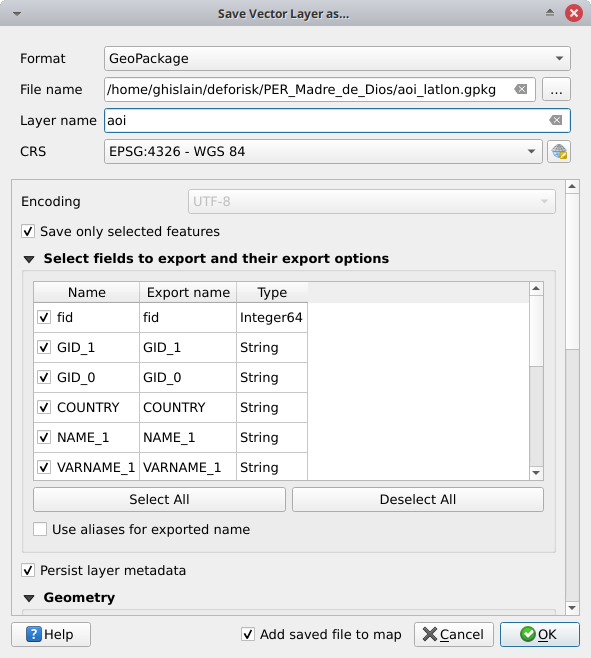 Save Vector Layer as...
Format GeoPackage
File name /home/ghislain/deforisk/PER_Madre_de_Dios/aoi_latlon.gpkg ...
Layer name aoi
CRS EPSG:4326 - WGS 84
Encoding UTF-8
Save only selected features
Select fields to export and their export options
Name Export name Type
fid fid Integer64
GID_1 GID_1 String
GID_0 GID_0 String
COUNTRY COUNTRY String
NAME_1 NAME_1 String
VARNAME_1 VARNAME_1 String
Select All Deselect All
Use aliases for exported name
Persist layer metadata
Geometry
? Help Add saved file to map Cancel OK